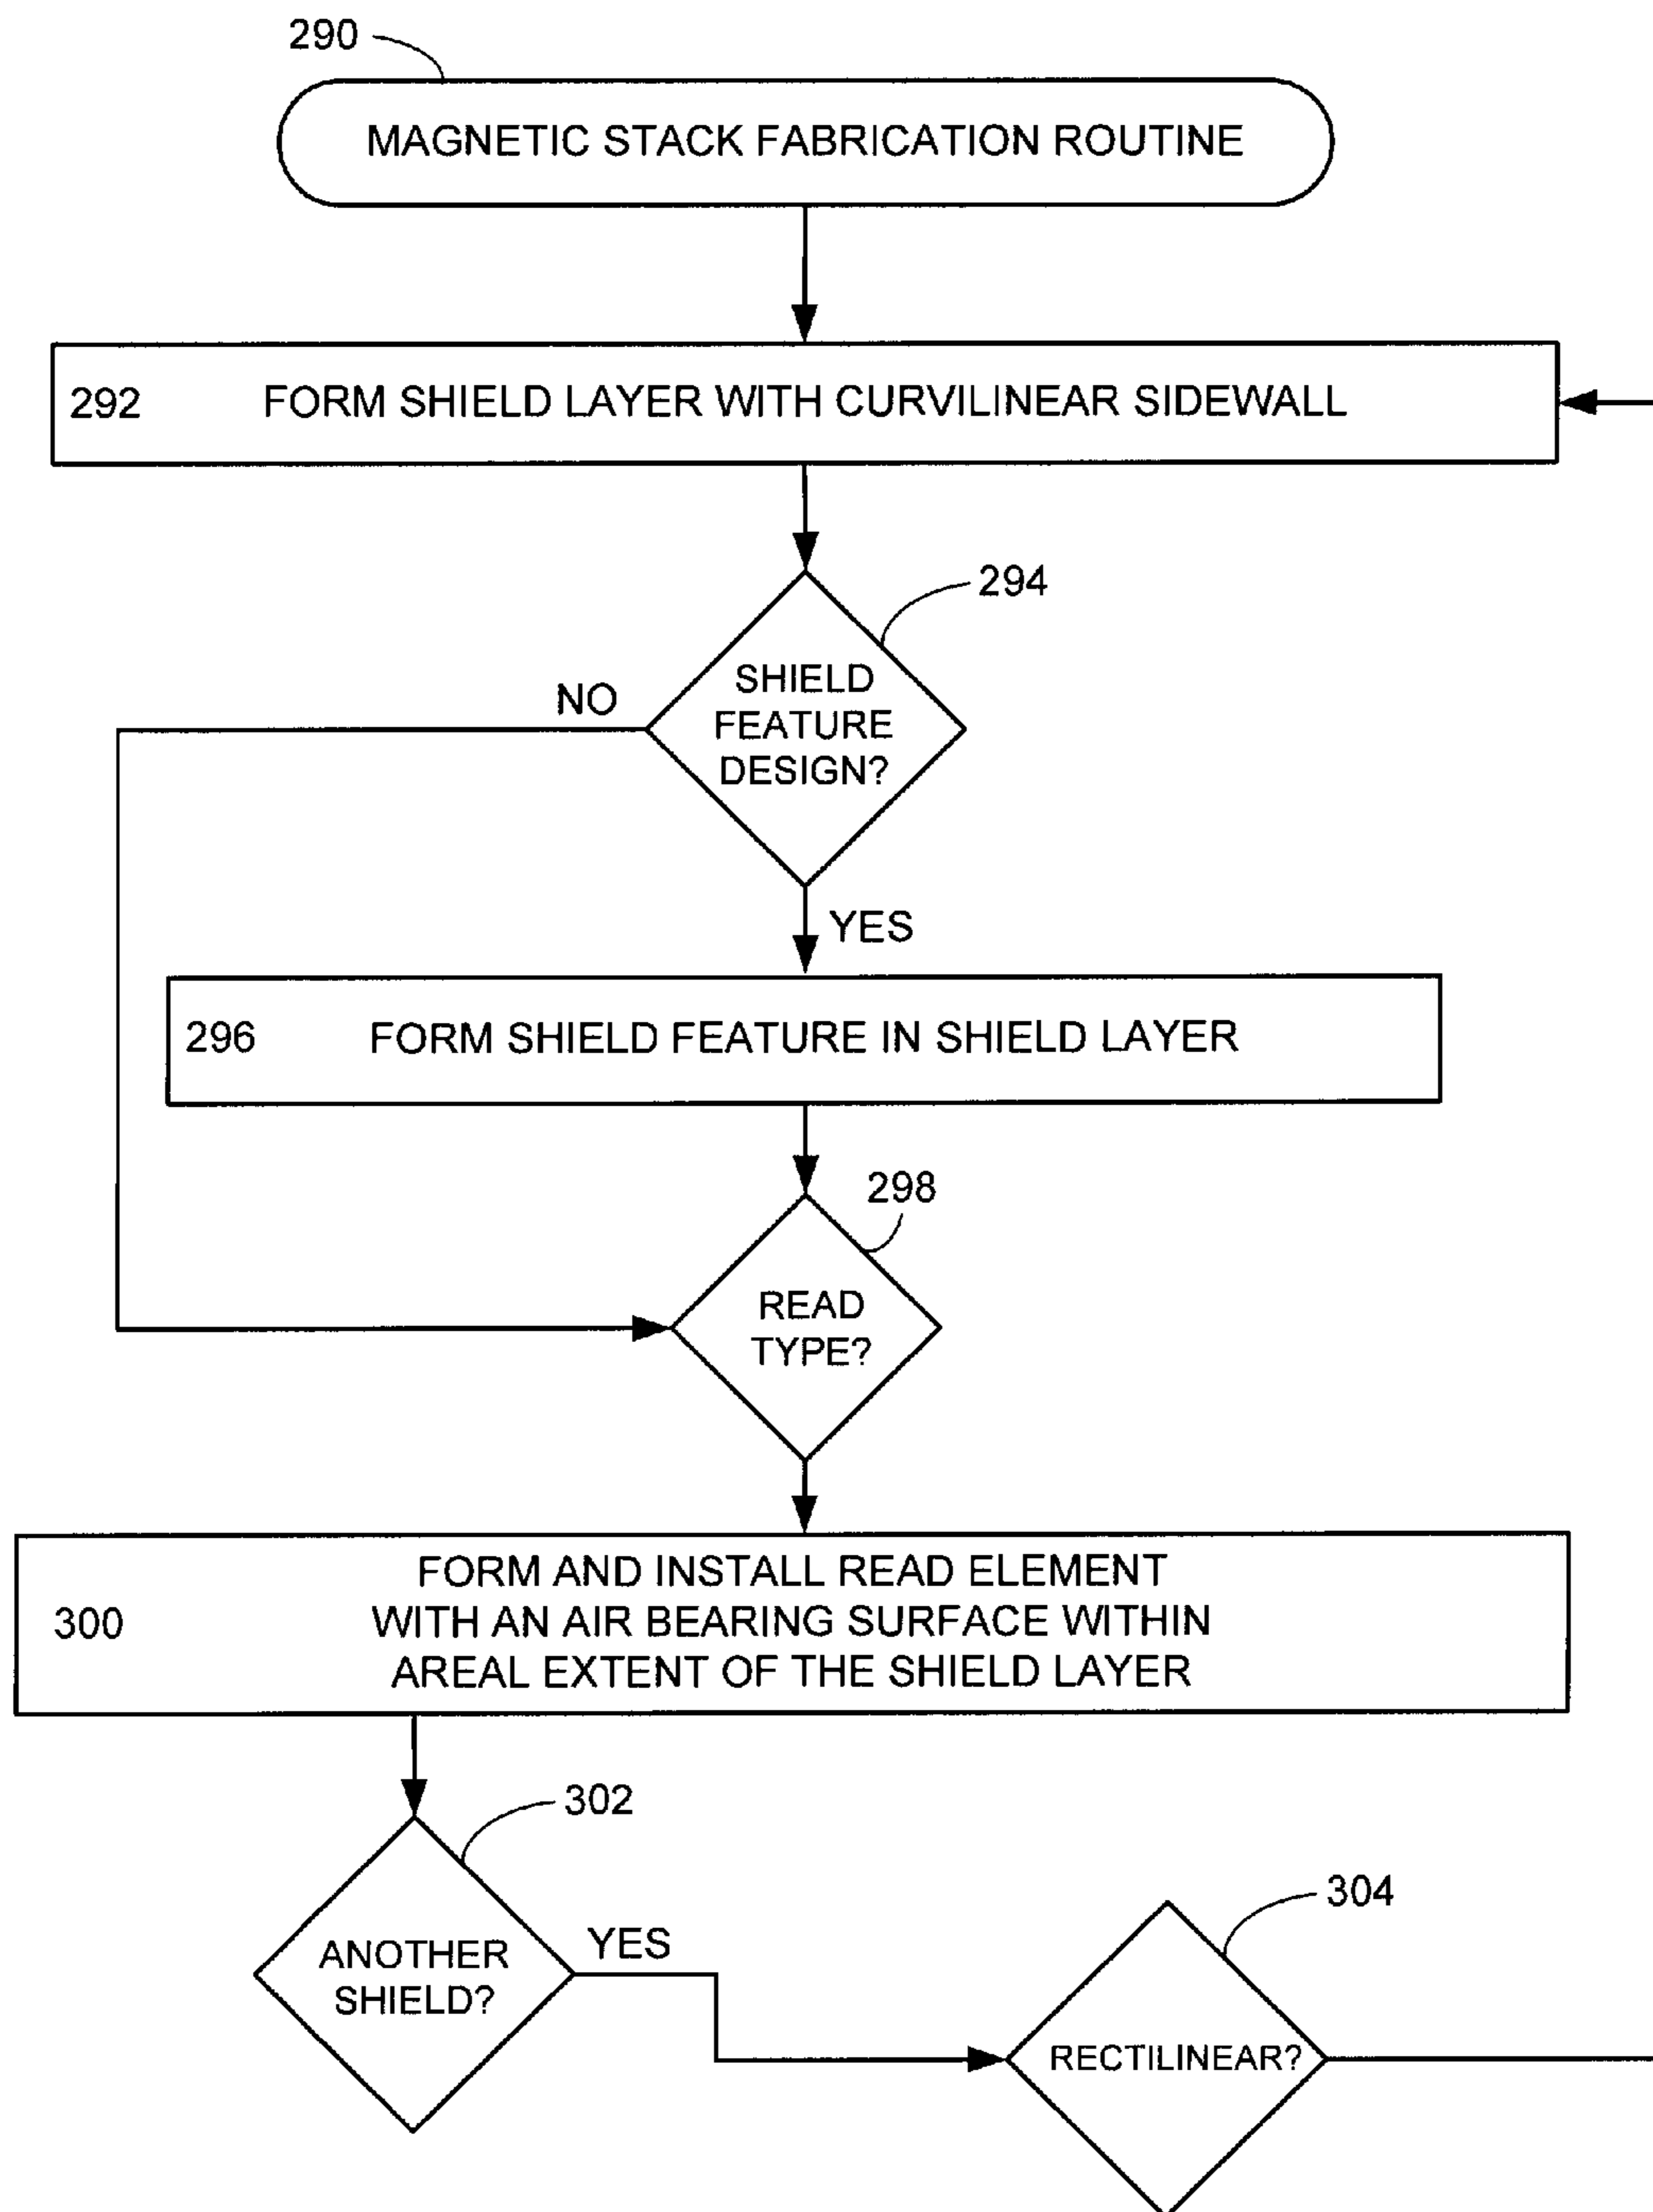 290
MAGNETIC STACK FABRICATION ROUTINE
292 FORM SHIELD LAYER WITH CURVILINEAR SIDEWALL
294
SHIELD
FEATURE
DESIGN?
NO
YES
296 FORM SHIELD FEATURE IN SHIELD LAYER
298
READ
TYPE?
300
FORM AND INSTALL READ ELEMENT
WITH AN AIR BEARING SURFACE WITHIN
AREAL EXTENT OF THE SHIELD LAYER
302
ANOTHER
SHIELD?
YES
304
RECTILINEAR?